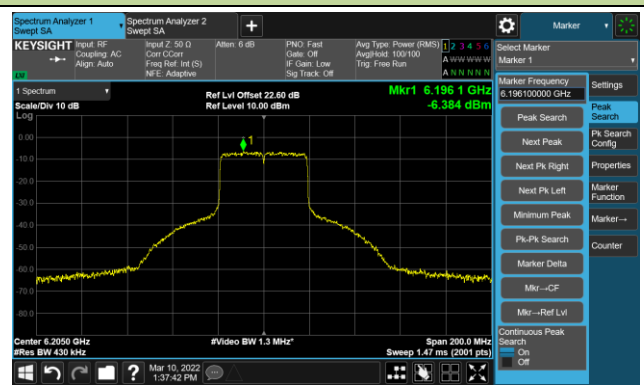 Spectrum Analyzer 1
Swept SA
Spectrum Analyzer 2
Swept SA
+
Marker
KEYSIGHT
Input: RF
Coupling: AC
Align: Auto
Input Z: 50 Ω
Corr CCorr
Freq Ref: Int (S)
NFE: Adaptive
Atten: 6 dB
PNO: Fast
Gate: Off
IF Gain: Low
Sig Track: Off
Avg Type: Power (RMS)
Avg|Hold: 100/100
Trig: Free Run
1 2 3 4 5 6
A W W W W W
A N N N N N
LW
Select Marker
Marker 1
1 Spectrum
Scale/Div 10 dB
Log
Ref Lvl Offset 22.60 dB
Ref Level 10.00 dBm
Mkr1 6.196 1 GHz
-6.384 dBm
1
0.00
-10.0
-20.0
-30.0
-40.0
-50.0
-60.0
-70.0
-80.0
Center 6.2050 GHz
#Res BW 430 kHz
#Video BW 1.3 MHz*
Span 200.0 MHz
Sweep 1.47 ms (2001 pts)
Marker Frequency
6.196100000 GHz
Peak Search
Next Peak
Next Pk Right
Next Pk Left
Minimum Peak
Pk-Pk Search
Marker Delta
Mkr→CF
Mkr→Ref Lvl
Continuous Peak
Search
On
Off
Settings
Peak
Search
Pk Search
Config
Properties
Marker
Function
Marker→
Counter
?
Mar 10, 2022
1:37:42 PM